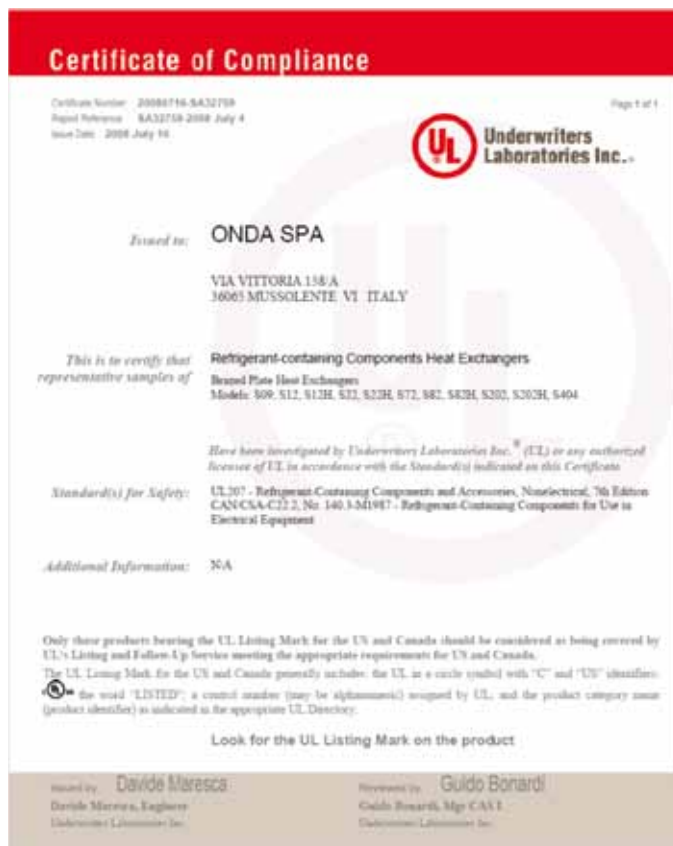 Certificate of Compliance
Certificate Number 20080716-SA32759
Report Reference SA32759-2008 July 4
Issue Date 2008 July 16
Page 1 of 1
UL
Underwriters
Laboratories Inc.®
Issued to:
ONDA SPA
VIA VITTORIA 158/A
36065 MUSSOLENTE VI ITALY
This is to certify that
representative samples of
Refrigerant-containing Components Heat Exchangers
Brazed Plate Heat Exchangers
Models: S09, S12, S12H, S22, S22H, S72, S82, S82H, S202, S202H, S404
Have been investigated by Underwriters Laboratories Inc.® (UL) or any authorized
licensee of UL in accordance with the Standard(s) indicated on this Certificate
Standard(s) for Safety:
UL207 - Refrigerant-Containing Components and Accessories, Nonelectrical, 7th Edition
CAN/CSA-C22.2, No. 140.3-M1987 - Refrigerant-Containing Components for Use in
Electrical Equipment
Additional Information:
N/A
Only those products bearing the UL Listing Mark for the US and Canada should be considered as being covered by
UL's Listing and Follow-Up Service meeting the appropriate requirements for US and Canada.
The UL Listing Mark for the US and Canada generally includes: the UL in a circle symbol with "C" and "US" identifiers:
the word "LISTED"; a control number (may be alphanumeric) assigned by UL, and the product category name
(product identifier) as indicated in the appropriate UL Directory.
Look for the UL Listing Mark on the product
Issued by Davide Maresca
Davide Maresca, Engineer
Underwriters Laboratories Inc.
Reviewed by Guido Bonardi
Guido Bonardi, Mgr CAS I
Underwriters Laboratories Inc.